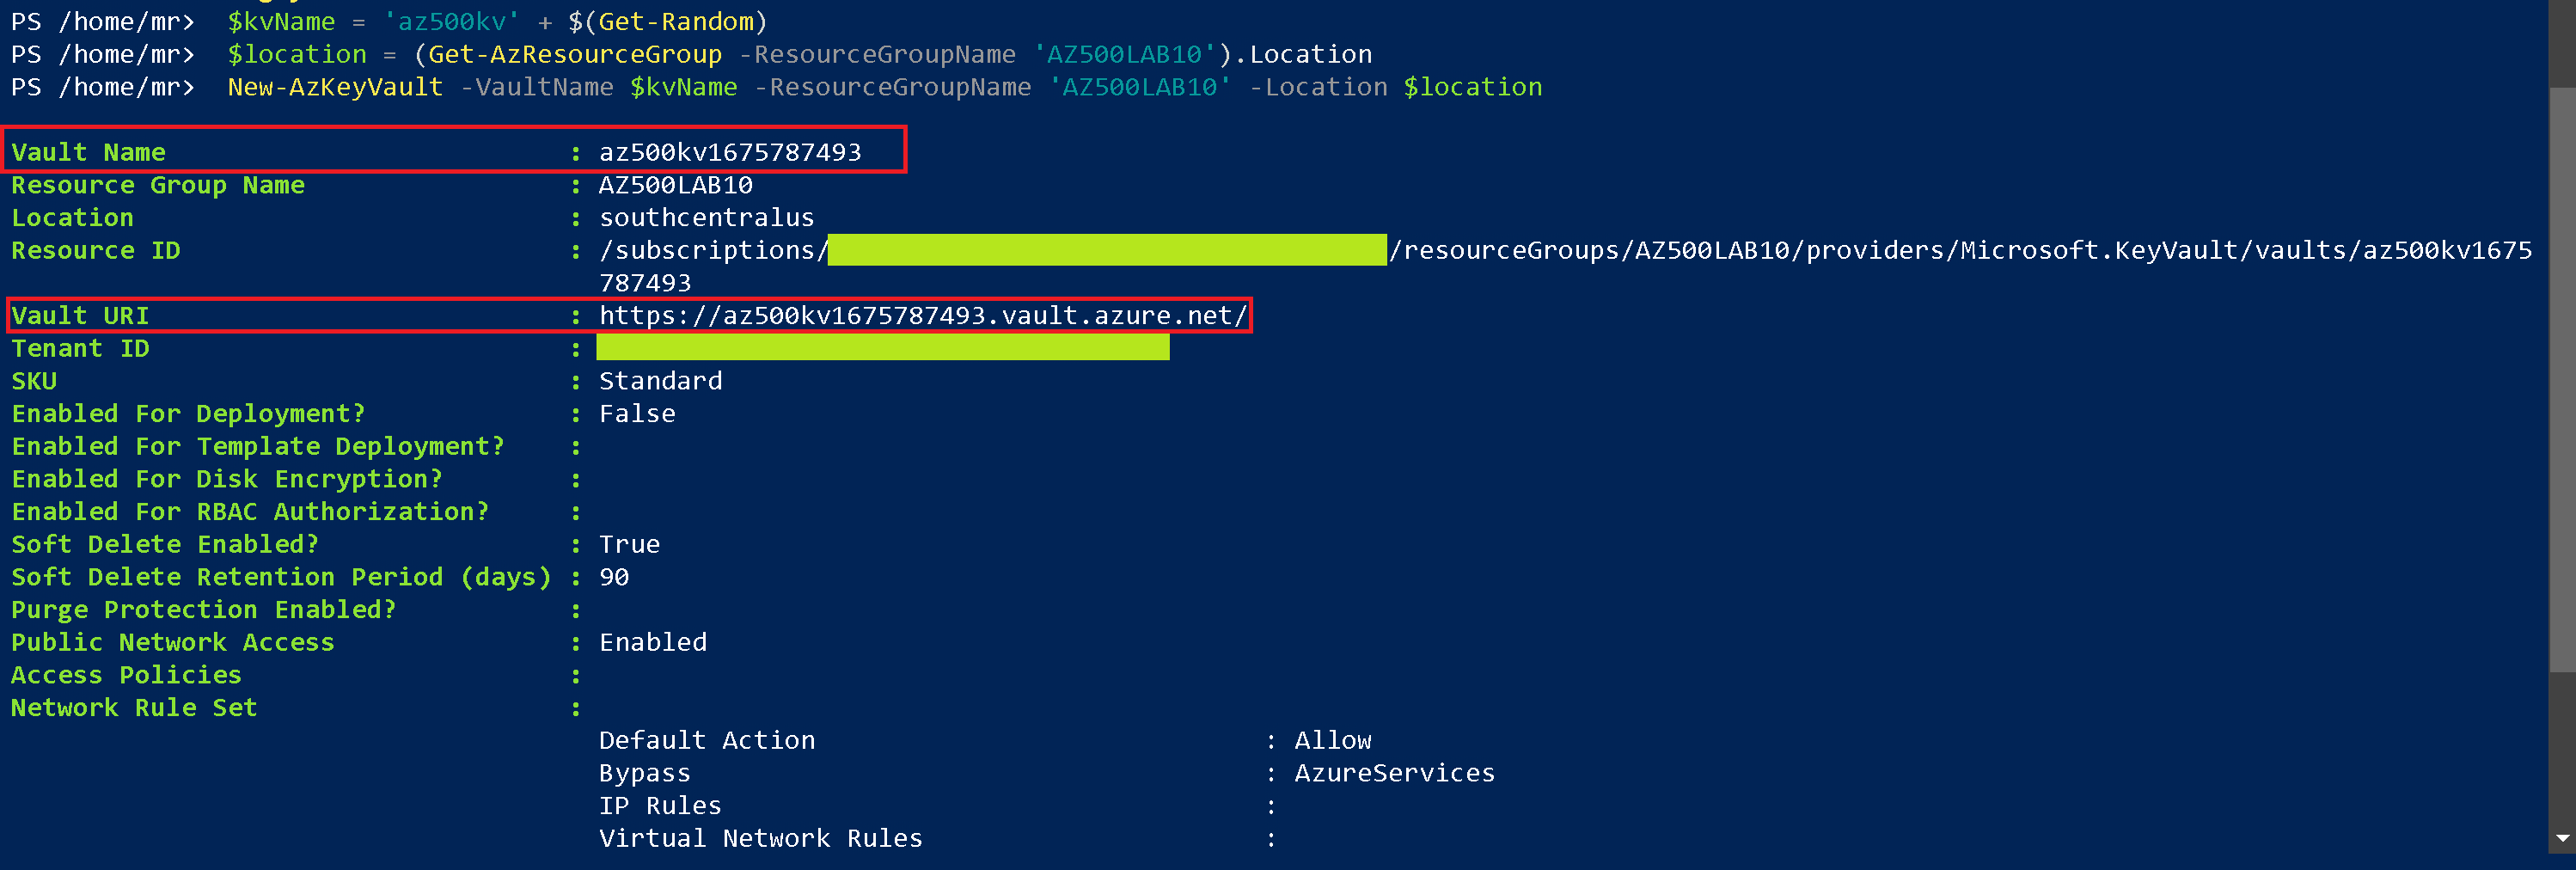 PS /home/mr> $kvName = 'az500kv' + $(Get-Random)
PS /home/mr> $location = (Get-AzResourceGroup -ResourceGroupName 'AZ500LAB10').Location
PS /home/mr> New-AzKeyVault -VaultName $kvName -ResourceGroupName 'AZ500LAB10' -Location $location
Vault Name : az500kv1675787493
Resource Group Name : AZ500LAB10
Location : southcentralus
Resource ID : /subscriptions/ /resourceGroups/AZ500LAB10/providers/Microsoft.KeyVault/vaults/az500kv1675
787493
Vault URI : https://az500kv1675787493.vault.azure.net/
Tenant ID :
SKU : Standard
Enabled For Deployment? : False
Enabled For Template Deployment? :
Enabled For Disk Encryption? :
Enabled For RBAC Authorization? :
Soft Delete Enabled? : True
Soft Delete Retention Period (days) : 90
Purge Protection Enabled? :
Public Network Access : Enabled
Access Policies :
Network Rule Set :
Default Action : Allow
Bypass : AzureServices
IP Rules :
Virtual Network Rules :